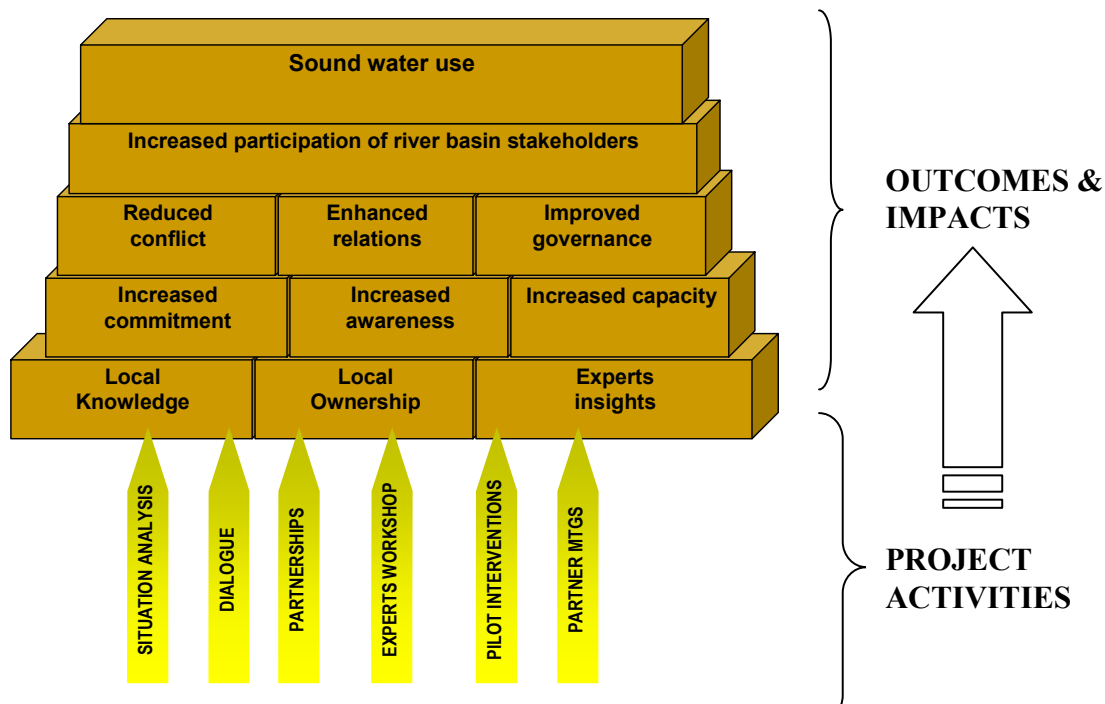 Sound water use
Increased participation of river basin stakeholders
Reduced
conflict
Enhanced
relations
Improved
governance
Increased
commitment
Increased
awareness
Increased capacity
Local
Knowledge
Local
Ownership
Experts
insights
SITUATION ANALYSIS
DIALOGUE
PARTNERSHIPS
EXPERTS WORKSHOP
PILOT INTERVENTIONS
PARTNER MTGS
OUTCOMES &
IMPACTS
PROJECT
ACTIVITIES